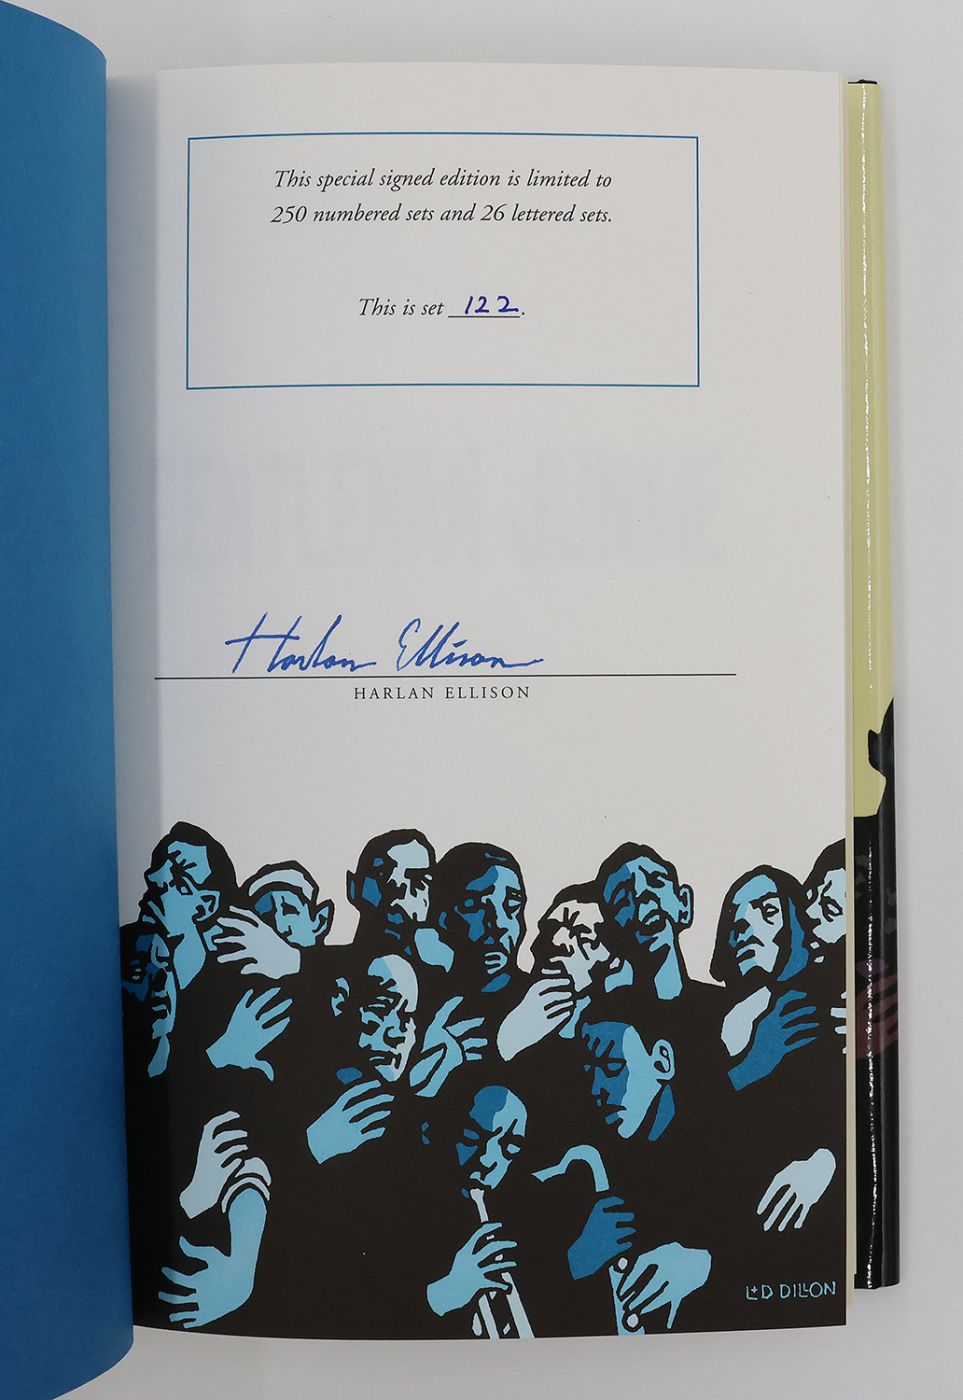 This special signed edition is limited to
250 numbered sets and 26 lettered sets.
This is set 122.
Harlan Ellison
HARLAN ELLISON
L+D DILLON